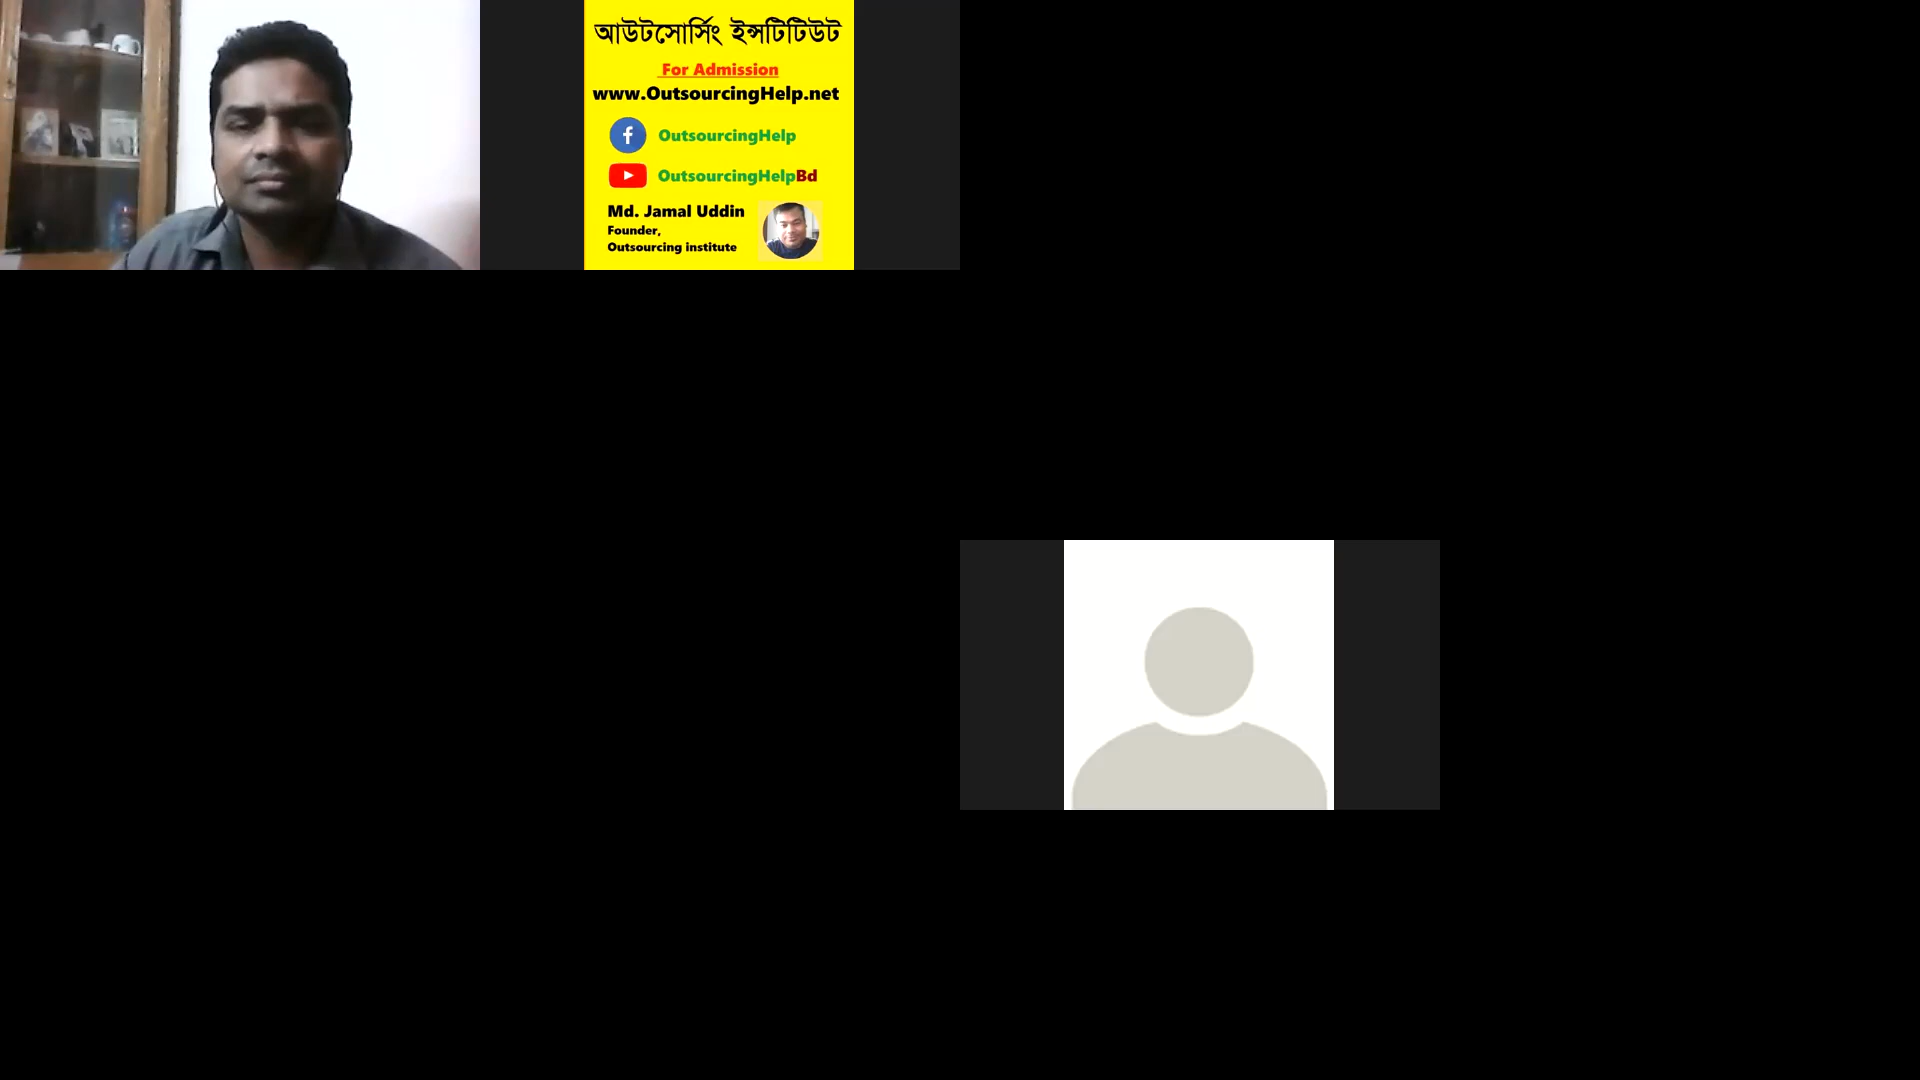 আউটসোর্সিং ইন্সটিটিউট
For Admission
www.OutsourcingHelp.net
OutsourcingHelp
OutsourcingHelpBd
Md. Jamal Uddin
Founder,
Outsourcing institute